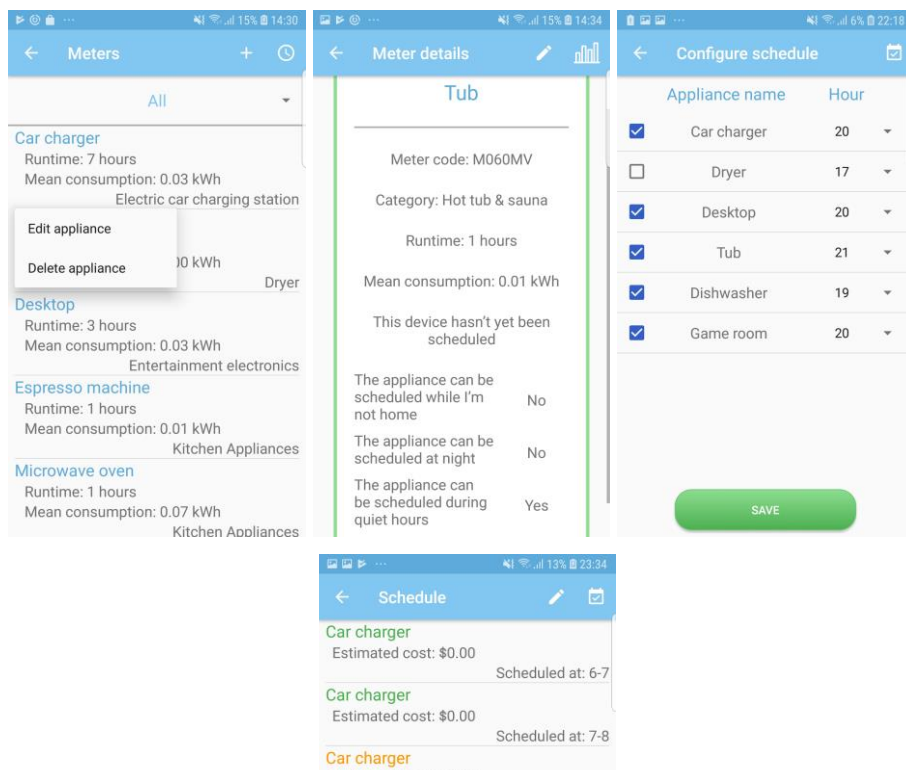 15% 14:30
Meters
All
Car charger
Runtime: 7 hours
Mean consumption: 0.03 kWh
Electric car charging station
Edit appliance
00 kWh
Delete appliance
Dryer
Desktop
Runtime: 3 hours
Mean consumption: 0.03 kWh
Entertainment electronics
Espresso machine
Runtime: 1 hours
Mean consumption: 0.01 kWh
Kitchen Appliances
Microwave oven
Runtime: 1 hours
Mean consumption: 0.07 kWh
Kitchen Appliances
15% 14:34
Meter details
Tub
Meter code: M060MV
Category: Hot tub & sauna
Runtime: 1 hours
Mean consumption: 0.01 kWh
This device hasn't yet been
scheduled
The appliance can be
scheduled while I'm
not home
No
The appliance can be
scheduled at night
No
The appliance can
be scheduled during
quiet hours
Yes
6% 22:18
Configure schedule
Appliance name Hour
Car charger 20
Dryer 17
Desktop 20
Tub 21
Dishwasher 19
Game room 20
SAVE
13% 23:34
Schedule
Car charger
Estimated cost: $0.00
Scheduled at: 6-7
Car charger
Estimated cost: $0.00
Scheduled at: 7-8
Car charger